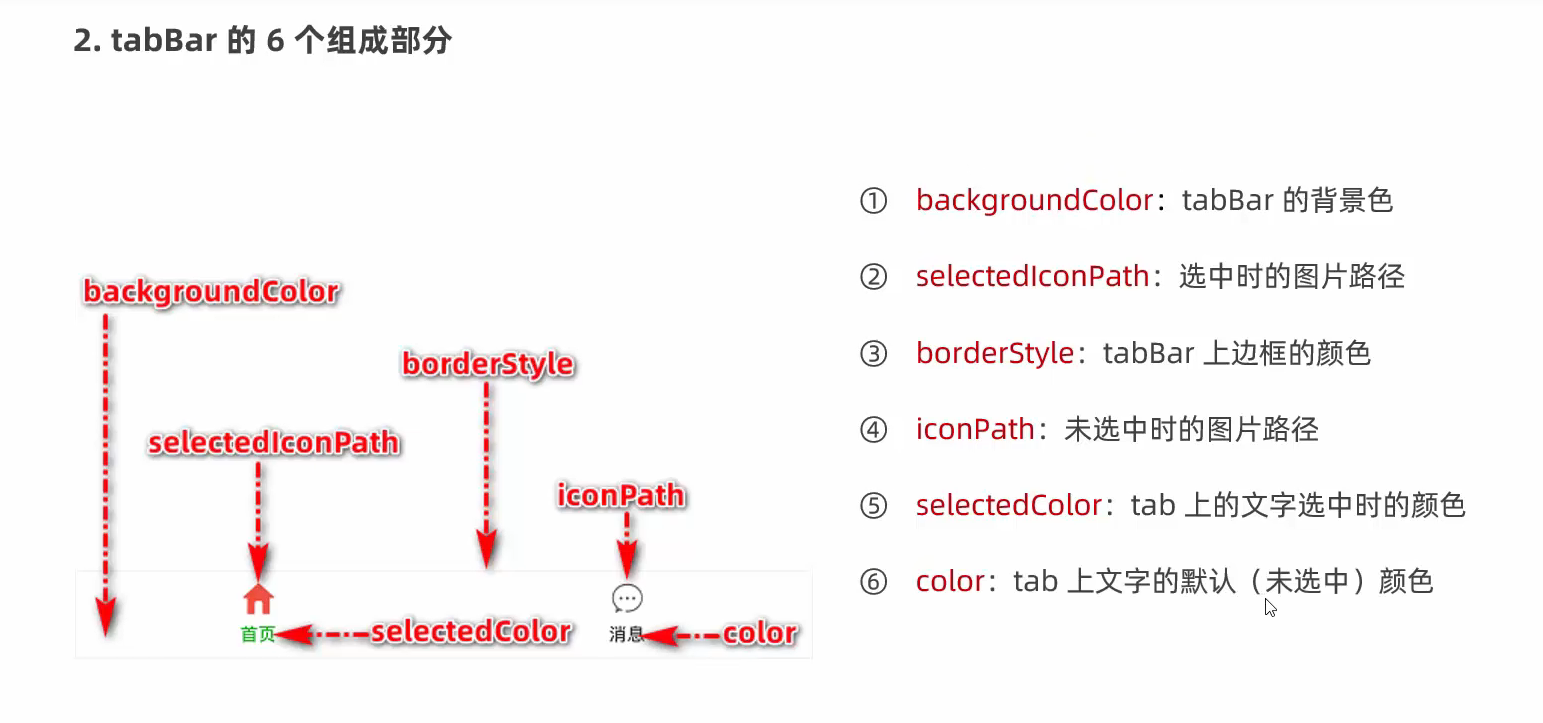 2. tabBar 的 6 个组成部分
backgroundColor
borderStyle
selectedIconPath
iconPath
首页
selectedColor
消息
color
① backgroundColor：tabBar 的背景色
② selectedIconPath：选中时的图片路径
③ borderStyle：tabBar 上边框的颜色
④ iconPath：未选中时的图片路径
⑤ selectedColor：tab 上的文字选中时的颜色
⑥ color：tab 上文字的默认（未选中）颜色